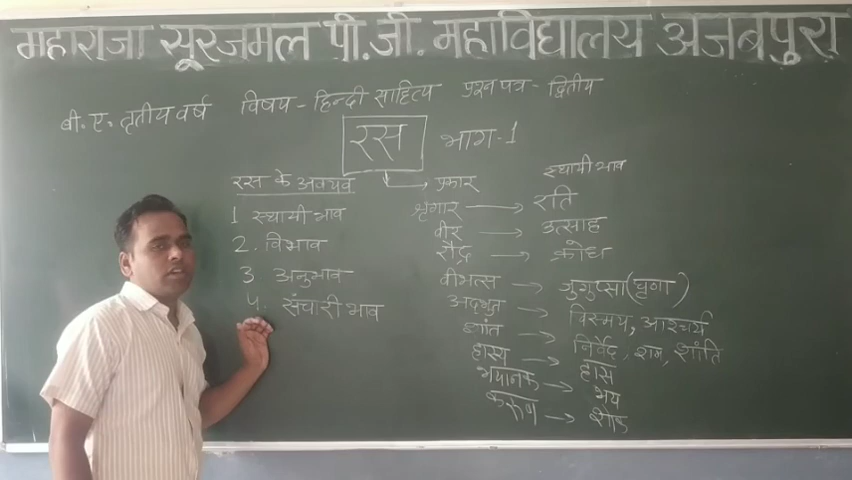 महाराजा सूरजमल पी.जी. महाविद्यालय अजबपुरा
बी. ए. तृतीय वर्ष विषय - हिन्दी साहित्य प्रश्न पत्र - द्वितीय
रस भाग-1
रस के अवयव
1 स्थायी भाव
2. विभाव
3 अनुभाव
4. संचारी भाव
प्रकार स्थायी भाव
शृंगार → रति
वीर → उत्साह
रौद्र → क्रोध
वीभत्स → जुगुप्सा (घृणा)
अद्भुत → विस्मय, आश्चर्य
शांत → निर्वेद, शम, शांति
हास्य → हास
भयानक → भय
करुण → शोक